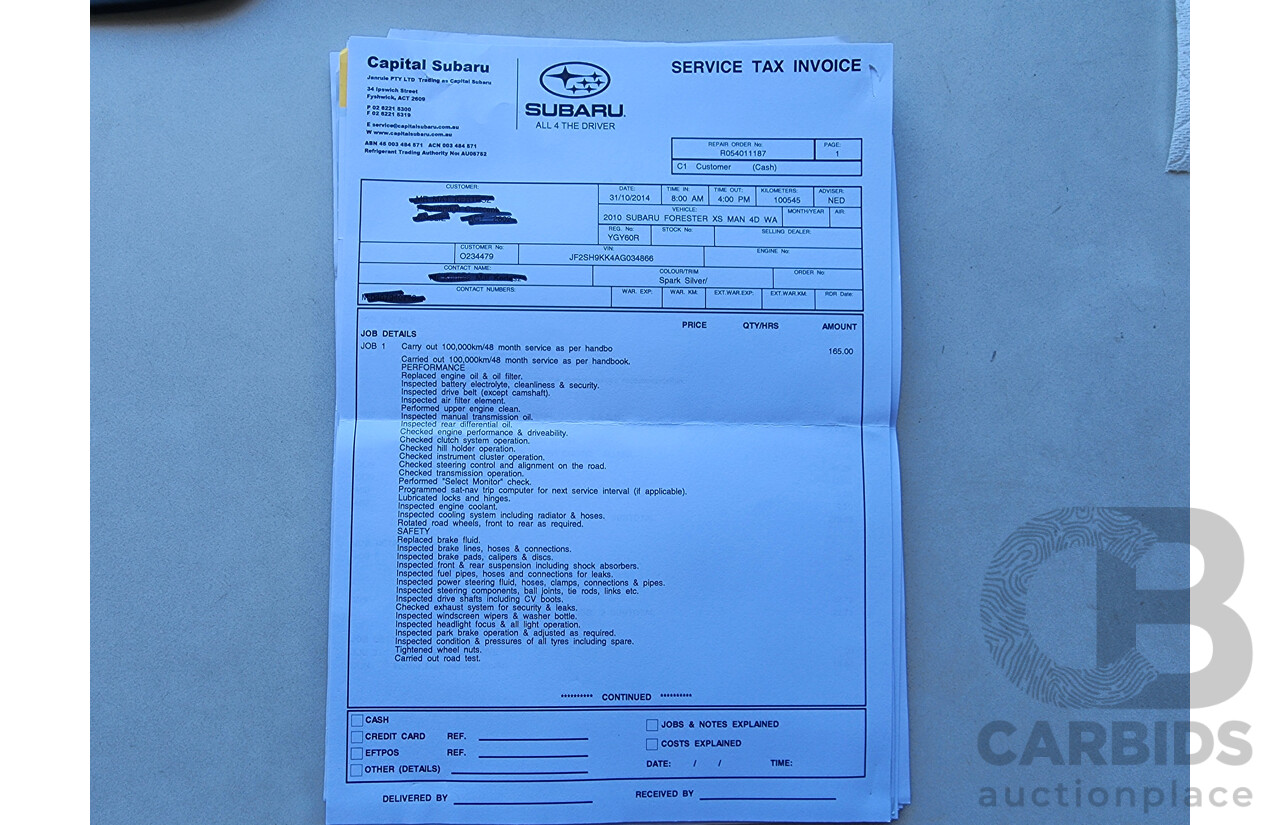 Capital Subaru
Janrule PTY LTD Trading as Capital Subaru
34 Ipswich Street
Fyshwick, ACT 2609
P 02 6221 5300
F 02 6221 5319
E service@capitalsubaru.com.au
W www.capitalsubaru.com.au
ABN 45 003 484 571 ACN 003 484 571
Refrigerant Trading Authority No: AU06752
SUBARU.
ALL 4 THE DRIVER
SERVICE TAX INVOICE
REPAIR ORDER No: PAGE:
R054011187 1
C1 Customer (Cash)
CUSTOMER: DATE: TIME IN: TIME OUT: KILOMETERS: ADVISER:
31/10/2014 8:00 AM 4:00 PM 100545 NED
VEHICLE: MONTH/YEAR AIR:
2010 SUBARU FORESTER XS MAN 4D WA
REG. No: STOCK No: SELLING DEALER:
YGY60R
CUSTOMER No: VIN: ENGINE No:
O234479 JF2SH9KK4AG034866
CONTACT NAME: COLOUR/TRIM ORDER No:
Spark Silver/
CONTACT NUMBERS: WAR. EXP: WAR. KM: EXT.WAR.EXP: EXT.WAR.KM: RDR Date:
PRICE QTY/HRS AMOUNT
JOB DETAILS
JOB 1 Carry out 100,000km/48 month service as per handbo 165.00
Carried out 100,000km/48 month service as per handbook.
PERFORMANCE
Replaced engine oil & oil filter.
Inspected battery electrolyte, cleanliness & security.
Inspected drive belt (except camshaft).
Inspected air filter element.
Performed upper engine clean.
Inspected manual transmission oil.
Inspected rear differential oil.
Checked engine performance & driveability.
Checked clutch system operation.
Checked hill holder operation.
Checked instrument cluster operation.
Checked steering control and alignment on the road.
Checked transmission operation.
Performed "Select Monitor" check.
Programmed sat-nav trip computer for next service interval (if applicable).
Lubricated locks and hinges.
Inspected engine coolant.
Inspected cooling system including radiator & hoses.
Rotated road wheels, front to rear as required.
SAFETY
Replaced brake fluid.
Inspected brake lines, hoses & connections.
Inspected brake pads, calipers & discs.
Inspected front & rear suspension including shock absorbers.
Inspected fuel pipes, hoses and connections for leaks.
Inspected power steering fluid, hoses, clamps, connections & pipes.
Inspected steering components, ball joints, tie rods, links etc.
Inspected drive shafts including CV boots.
Checked exhaust system for security & leaks.
Inspected windscreen wipers & washer bottle.
Inspected headlight focus & all light operation.
Inspected park brake operation & adjusted as required.
Inspected condition & pressures of all tyres including spare.
Tightened wheel nuts.
Carried out road test.
********** CONTINUED **********
CASH
CREDIT CARD REF.
EFTPOS REF.
OTHER (DETAILS)
JOBS & NOTES EXPLAINED
COSTS EXPLAINED
DATE: / / TIME:
DELIVERED BY RECEIVED BY
CB
CARBIDS
auctionplace